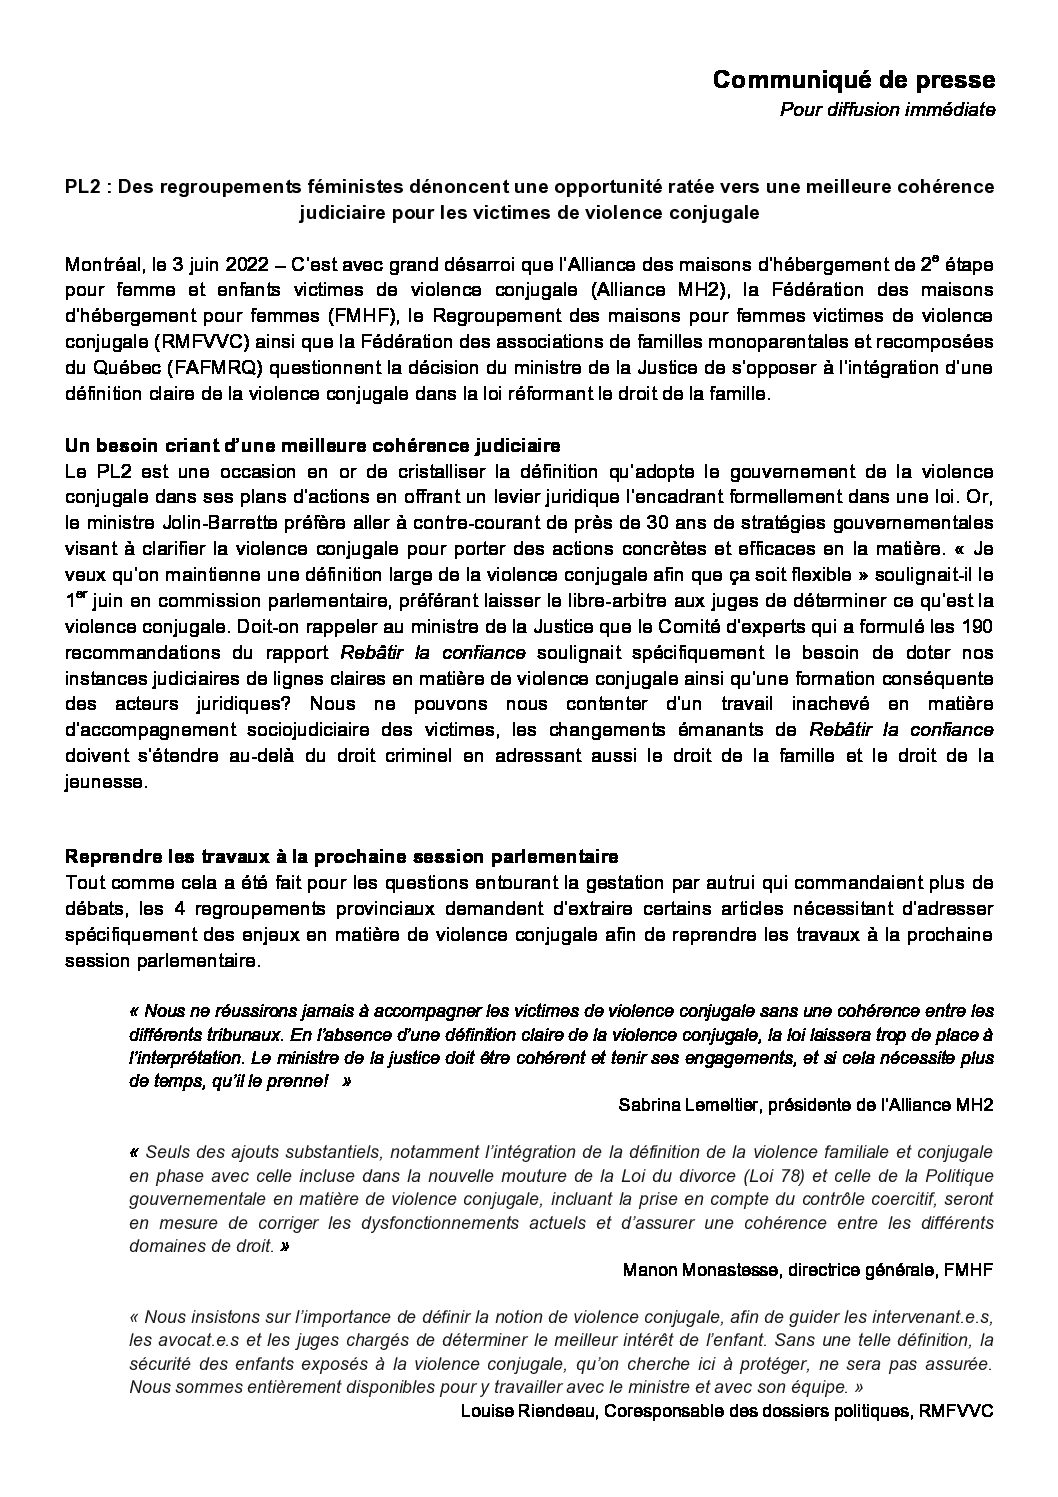 Communiqué de presse
Pour diffusion immédiate
PL2 : Des regroupements féministes dénoncent une opportunité ratée vers une meilleure cohérence
judiciaire pour les victimes de violence conjugale
Montréal, le 3 juin 2022 – C'est avec grand désarroi que l'Alliance des maisons d'hébergement de 2e étape
pour femme et enfants victimes de violence conjugale (Alliance MH2), la Fédération des maisons
d'hébergement pour femmes (FMHF), le Regroupement des maisons pour femmes victimes de violence
conjugale (RMFVVC) ainsi que la Fédération des associations de familles monoparentales et recomposées
du Québec (FAFMRQ) questionnent la décision du ministre de la Justice de s'opposer à l'intégration d'une
définition claire de la violence conjugale dans la loi réformant le droit de la famille.
Un besoin criant d'une meilleure cohérence judiciaire
Le PL2 est une occasion en or de cristalliser la définition qu'adopte le gouvernement de la violence
conjugale dans ses plans d'actions en offrant un levier juridique l'encadrant formellement dans une loi. Or,
le ministre Jolin-Barrette préfère aller à contre-courant de près de 30 ans de stratégies gouvernementales
visant à clarifier la violence conjugale pour porter des actions concrètes et efficaces en la matière. « Je
veux qu'on maintienne une définition large de la violence conjugale afin que ça soit flexible » soulignait-il le
1er juin en commission parlementaire, préférant laisser le libre-arbitre aux juges de déterminer ce qu'est la
violence conjugale. Doit-on rappeler au ministre de la Justice que le Comité d'experts qui a formulé les 190
recommandations du rapport Rebâtir la confiance soulignait spécifiquement le besoin de doter nos
instances judiciaires de lignes claires en matière de violence conjugale ainsi qu'une formation conséquente
des acteurs juridiques? Nous ne pouvons nous contenter d'un travail inachevé en matière
d'accompagnement sociojudiciaire des victimes, les changements émanants de Rebâtir la confiance
doivent s'étendre au-delà du droit criminel en adressant aussi le droit de la famille et le droit de la
jeunesse.
Reprendre les travaux à la prochaine session parlementaire
Tout comme cela a été fait pour les questions entourant la gestation par autrui qui commandaient plus de
débats, les 4 regroupements provinciaux demandent d'extraire certains articles nécessitant d'adresser
spécifiquement des enjeux en matière de violence conjugale afin de reprendre les travaux à la prochaine
session parlementaire.
« Nous ne réussirons jamais à accompagner les victimes de violence conjugale sans une cohérence entre les
différents tribunaux. En l'absence d'une définition claire de la violence conjugale, la loi laissera trop de place à
l'interprétation. Le ministre de la justice doit être cohérent et tenir ses engagements, et si cela nécessite plus
de temps, qu'il le prenne! »
Sabrina Lemeltier, présidente de l'Alliance MH2
« Seuls des ajouts substantiels, notamment l'intégration de la définition de la violence familiale et conjugale
en phase avec celle incluse dans la nouvelle mouture de la Loi du divorce (Loi 78) et celle de la Politique
gouvernementale en matière de violence conjugale, incluant la prise en compte du contrôle coercitif, seront
en mesure de corriger les dysfonctionnements actuels et d'assurer une cohérence entre les différents
domaines de droit. »
Manon Monastesse, directrice générale, FMHF
« Nous insistons sur l'importance de définir la notion de violence conjugale, afin de guider les intervenant.e.s,
les avocat.e.s et les juges chargés de déterminer le meilleur intérêt de l'enfant. Sans une telle définition, la
sécurité des enfants exposés à la violence conjugale, qu'on cherche ici à protéger, ne sera pas assurée.
Nous sommes entièrement disponibles pour y travailler avec le ministre et avec son équipe. »
Louise Riendeau, Coresponsable des dossiers politiques, RMFVVC